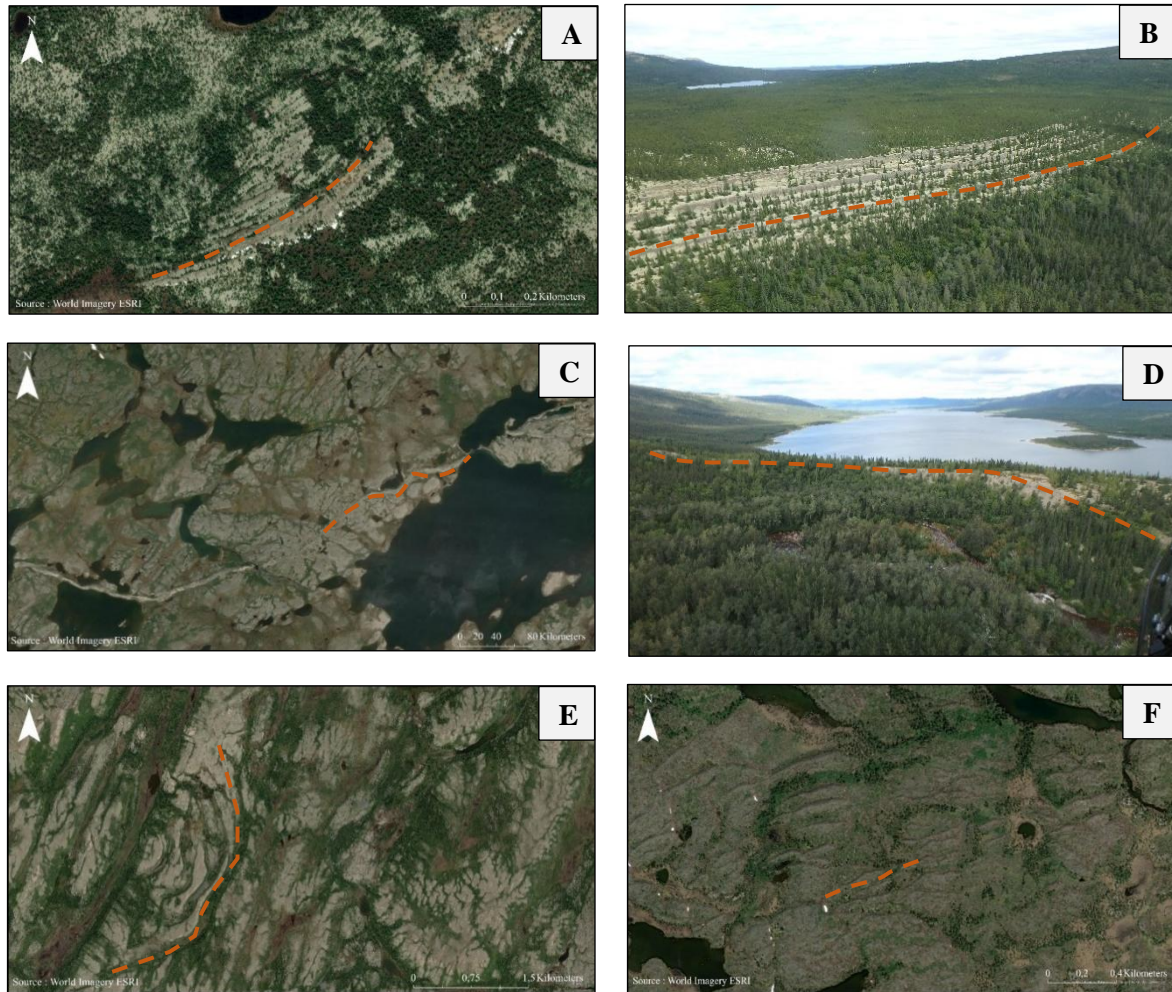 N
A
Source : World Imagery ESRI
0 0,1 0,2 Kilometers
B
N
C
Source : World Imagery ESRI
0 20 40 80 Kilometers
D
N
E
Source : World Imagery ESRI
0 0,75 1,5 Kilometers
N
F
Source : World Imagery ESRI
0 0,2 0,4 Kilometers